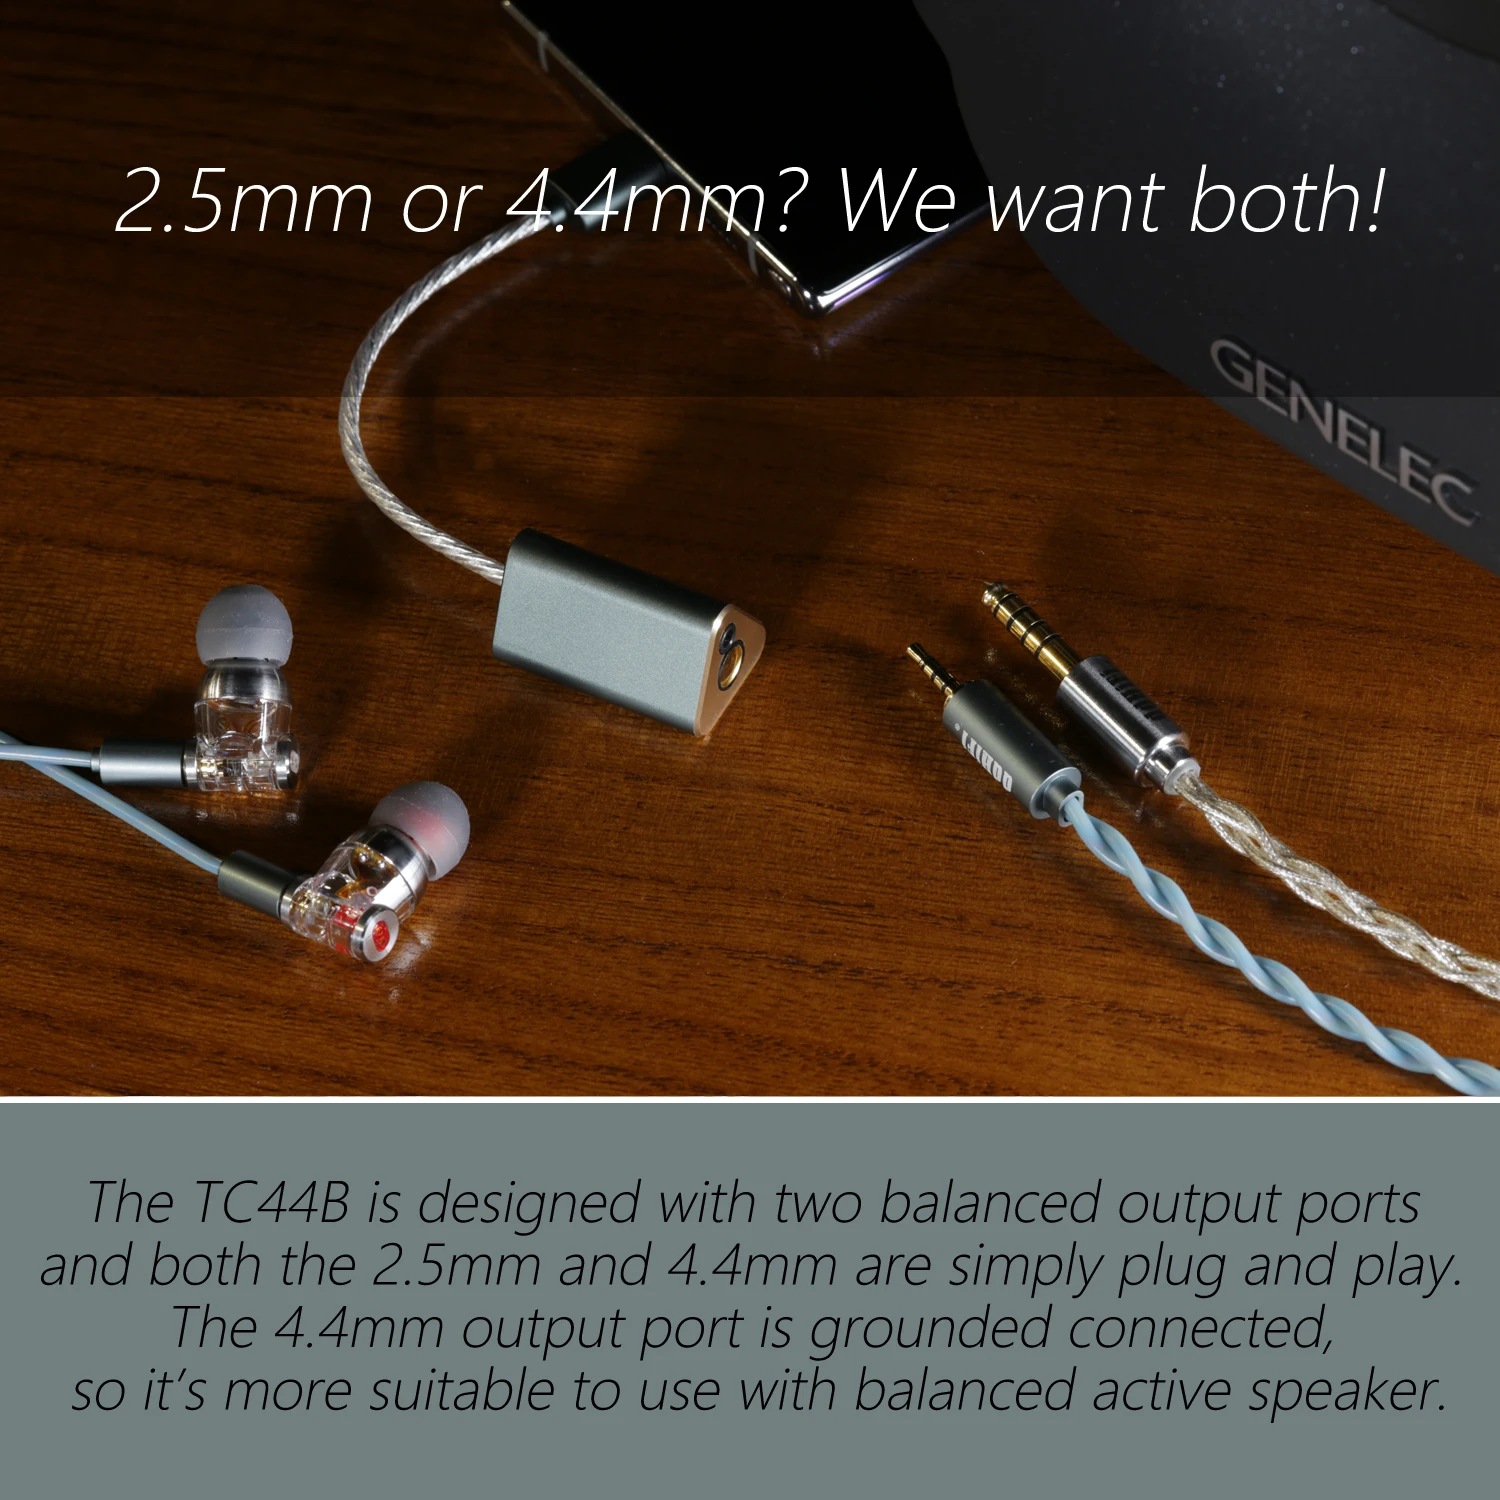 2.5mm or 4.4mm? We want both!
GENELEC
The TC44B is designed with two balanced output ports
and both the 2.5mm and 4.4mm are simply plug and play.
The 4.4mm output port is grounded connected,
so it's more suitable to use with balanced active speaker.